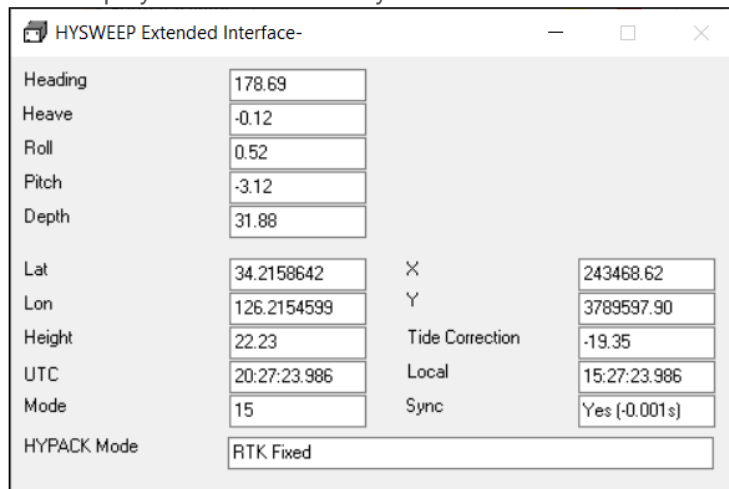 HYSWEEP Extended Interface-
Heading 178.69
Heave -0.12
Roll 0.52
Pitch -3.12
Depth 31.88
Lat 34.2158642 X 243468.62
Lon 126.2154599 Y 3789597.90
Height 22.23 Tide Correction -19.35
UTC 20:27:23.986 Local 15:27:23.986
Mode 15 Sync Yes (-0.001s)
HYPACK Mode RTK Fixed